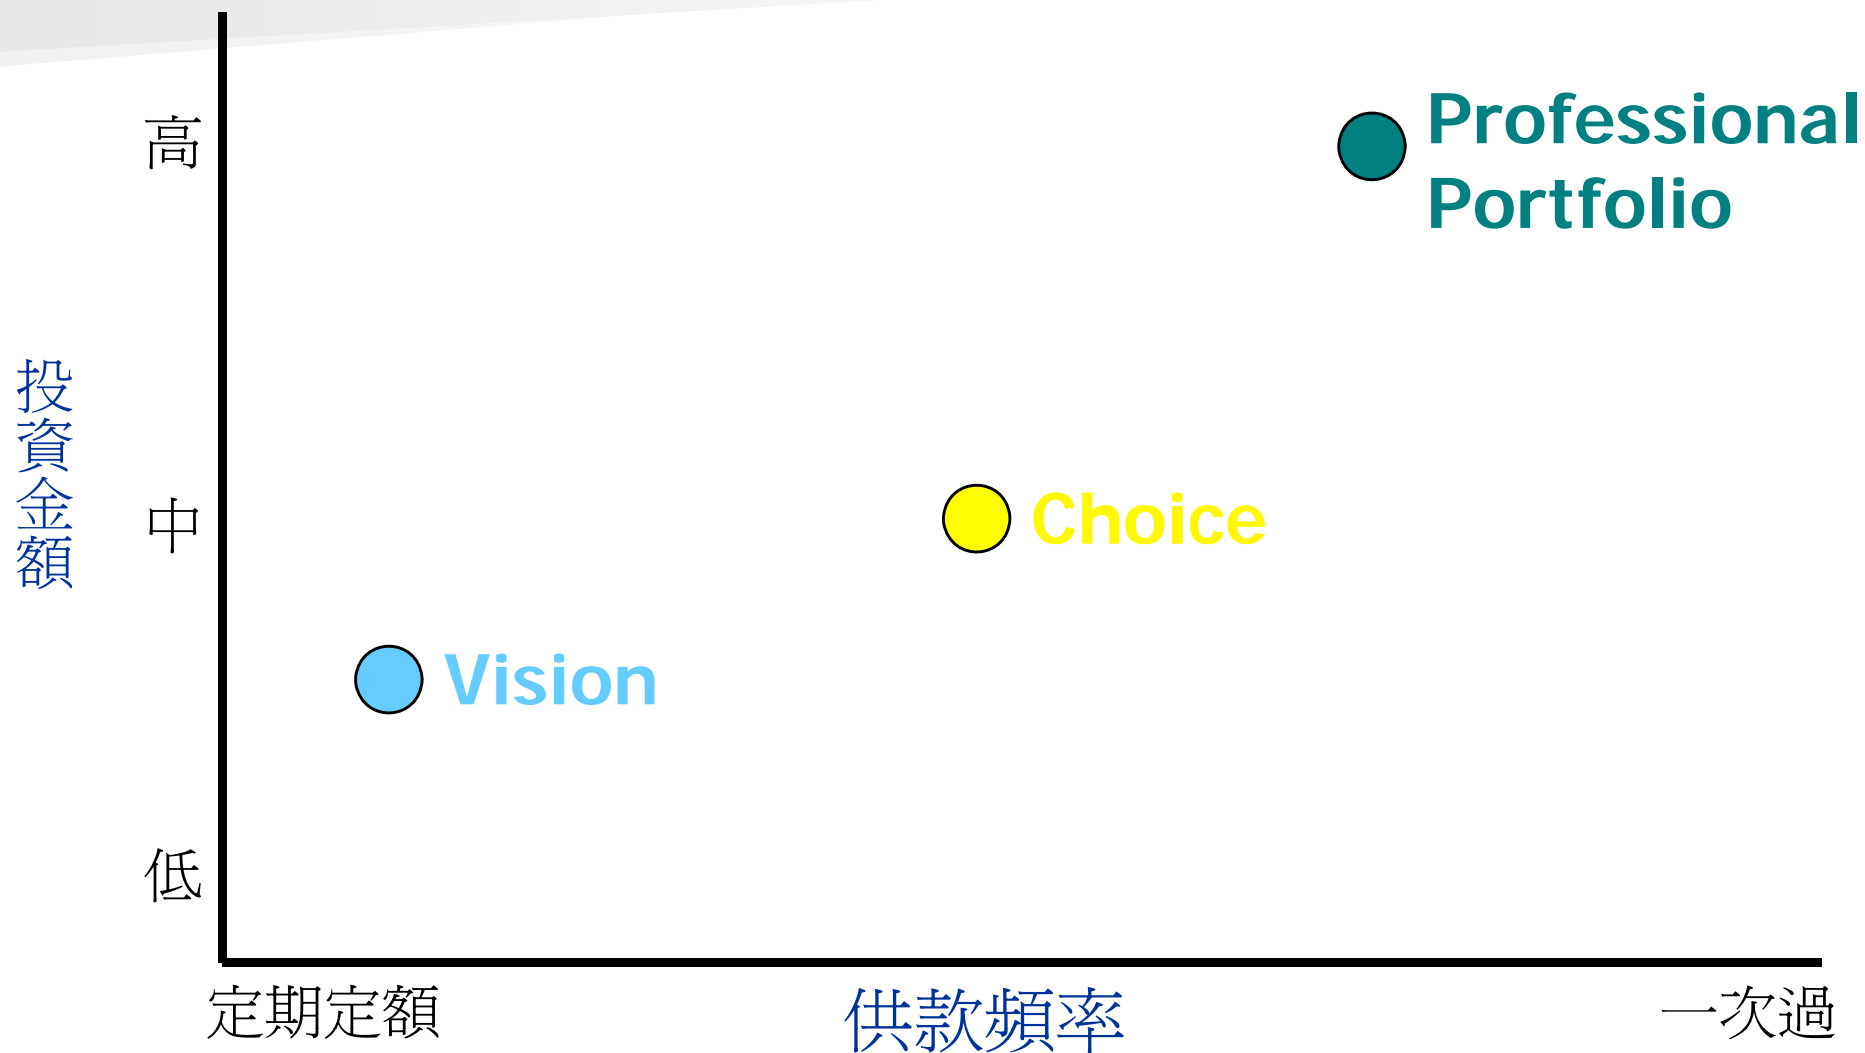 高
Professional
Portfolio
投資金額
中
Choice
Vision
低
定期定額
供款頻率
一次過